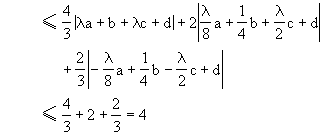 ⩽ 4/3|λa + b + λc + d| + 2|λ/8 a + 1/4 b + λ/2 c + d|
+ 2/3|−λ/8 a + 1/4 b − λ/2 c + d|
⩽ 4/3 + 2 + 2/3 = 4